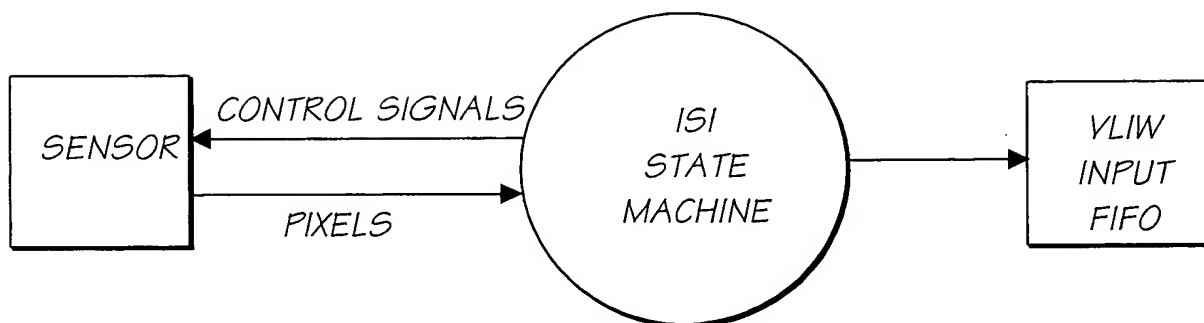 SENSOR
CONTROL SIGNALS
PIXELS
ISI
STATE
MACHINE
VLIW
INPUT
FIFO